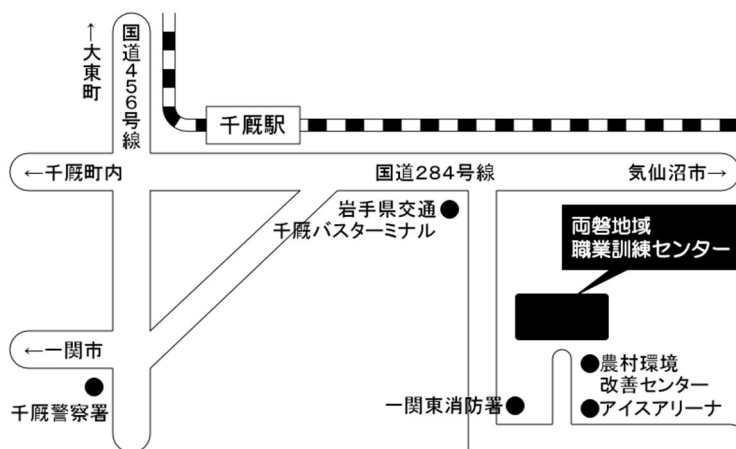 ←大東町
国道456号線
千厩駅
←千厩町内
国道284号線
気仙沼市→
岩手県交通
千厩バスターミナル
両磐地域
職業訓練センター
←一関市
千厩警察署
一関東消防署
農村環境
改善センター
アイスアリーナ